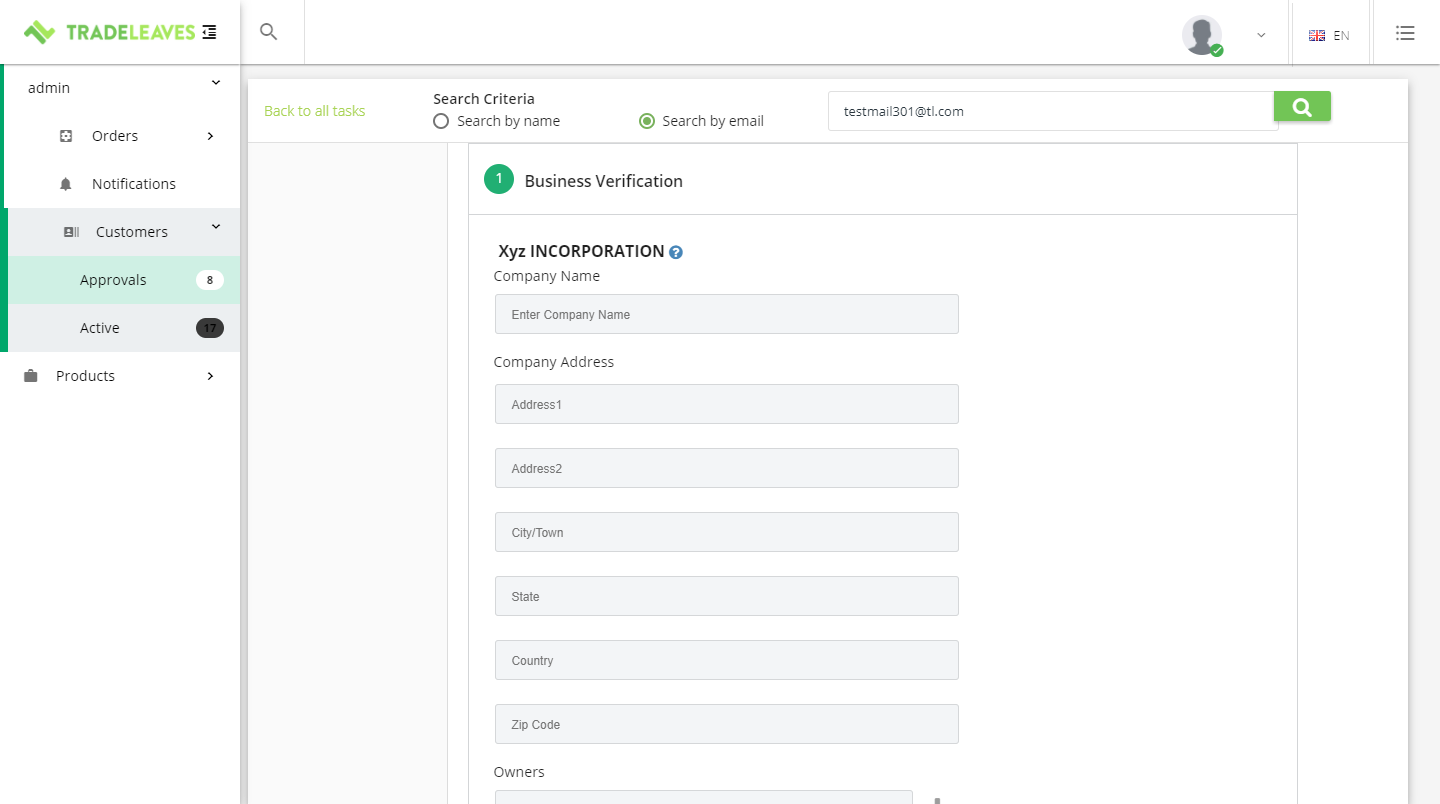 TRADELEAVES
EN
admin
Orders
Notifications
Customers
Approvals 8
Active 17
Products
Back to all tasks
Search Criteria
Search by name
Search by email
testmail301@tl.com
1 Business Verification
Xyz INCORPORATION ?
Company Name
Enter Company Name
Company Address
Address1
Address2
City/Town
State
Country
Zip Code
Owners